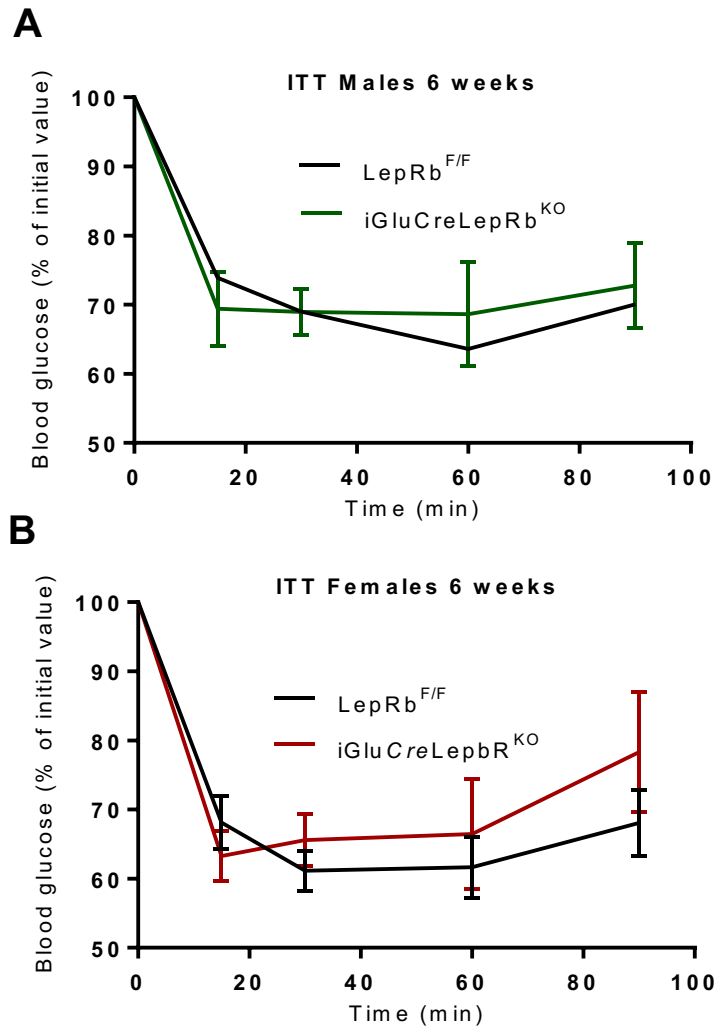 A
ITT Males 6 weeks
Blood glucose (% of initial value)
100
90
80
70
60
50
LepRb^F/F
iGluCreLepRb^KO
0 20 40 60 80 100
Time (min)
B
ITT Females 6 weeks
Blood glucose (% of initial value)
100
90
80
70
60
50
LepRb^F/F
iGluCreLepbR^KO
0 20 40 60 80 100
Time (min)